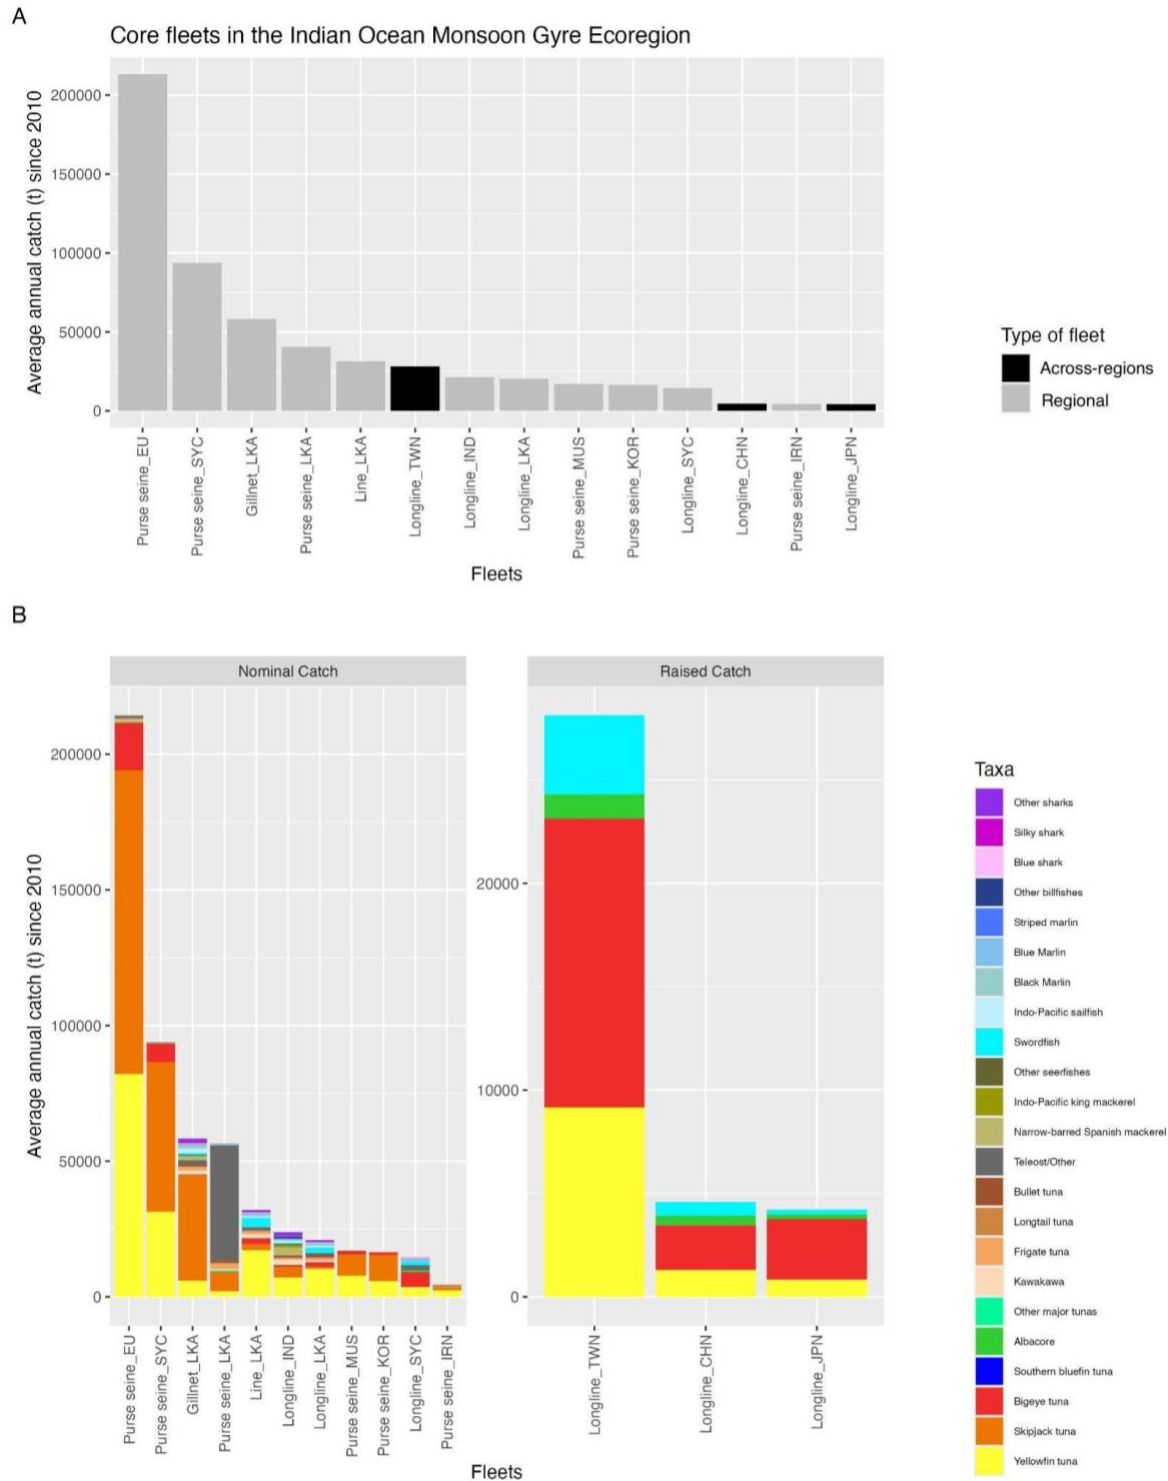 A
Core fleets in the Indian Ocean Monsoon Gyre Ecoregion
Average annual catch (t) since 2010
200000
150000
100000
50000
0
Purse seine_EU
Purse seine_SYC
Gillnet_LKA
Purse seine_LKA
Line_LKA
Longline_TWN
Longline_IND
Longline_LKA
Purse seine_MUS
Purse seine_KOR
Longline_SYC
Longline_CHN
Purse seine_IRN
Longline_JPN
Fleets
Type of fleet
Across-regions
Regional
B
Nominal Catch
Raised Catch
Average annual catch (t) since 2010
200000
150000
100000
50000
0
20000
10000
0
Purse seine_EU
Purse seine_SYC
Gillnet_LKA
Purse seine_LKA
Line_LKA
Longline_IND
Longline_LKA
Purse seine_MUS
Purse seine_KOR
Longline_SYC
Purse seine_IRN
Longline_TWN
Longline_CHN
Longline_JPN
Fleets
Taxa
Other sharks
Silky shark
Blue shark
Other billfishes
Striped marlin
Blue Marlin
Black Marlin
Indo-Pacific sailfish
Swordfish
Other seerfishes
Indo-Pacific king mackerel
Narrow-barred Spanish mackerel
Teleost/Other
Bullet tuna
Longtail tuna
Frigate tuna
Kawakawa
Other major tunas
Albacore
Southern bluefin tuna
Bigeye tuna
Skipjack tuna
Yellowfin tuna